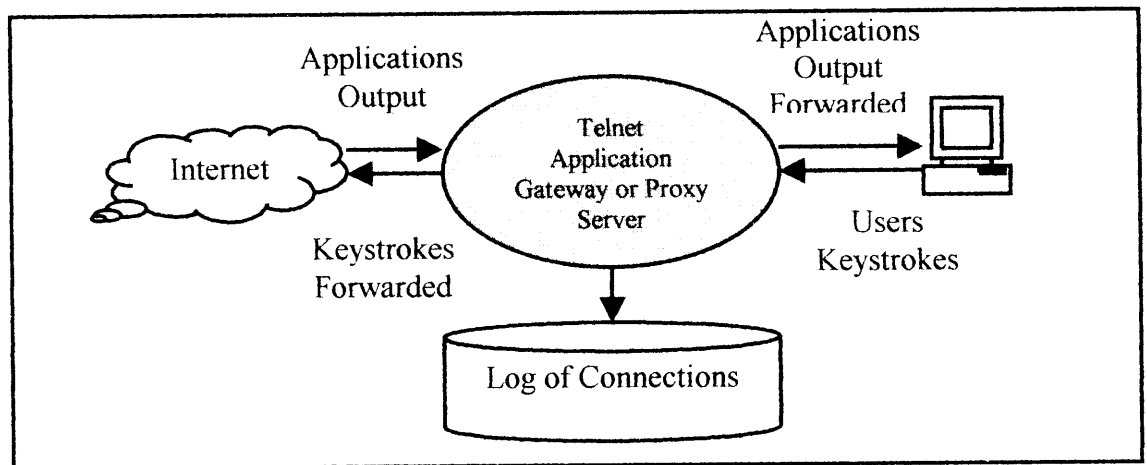 Applications
Output
Applications
Output
Forwarded
Internet
Telnet
Application
Gateway or Proxy
Server
Keystrokes
Forwarded
Users
Keystrokes
Log of Connections